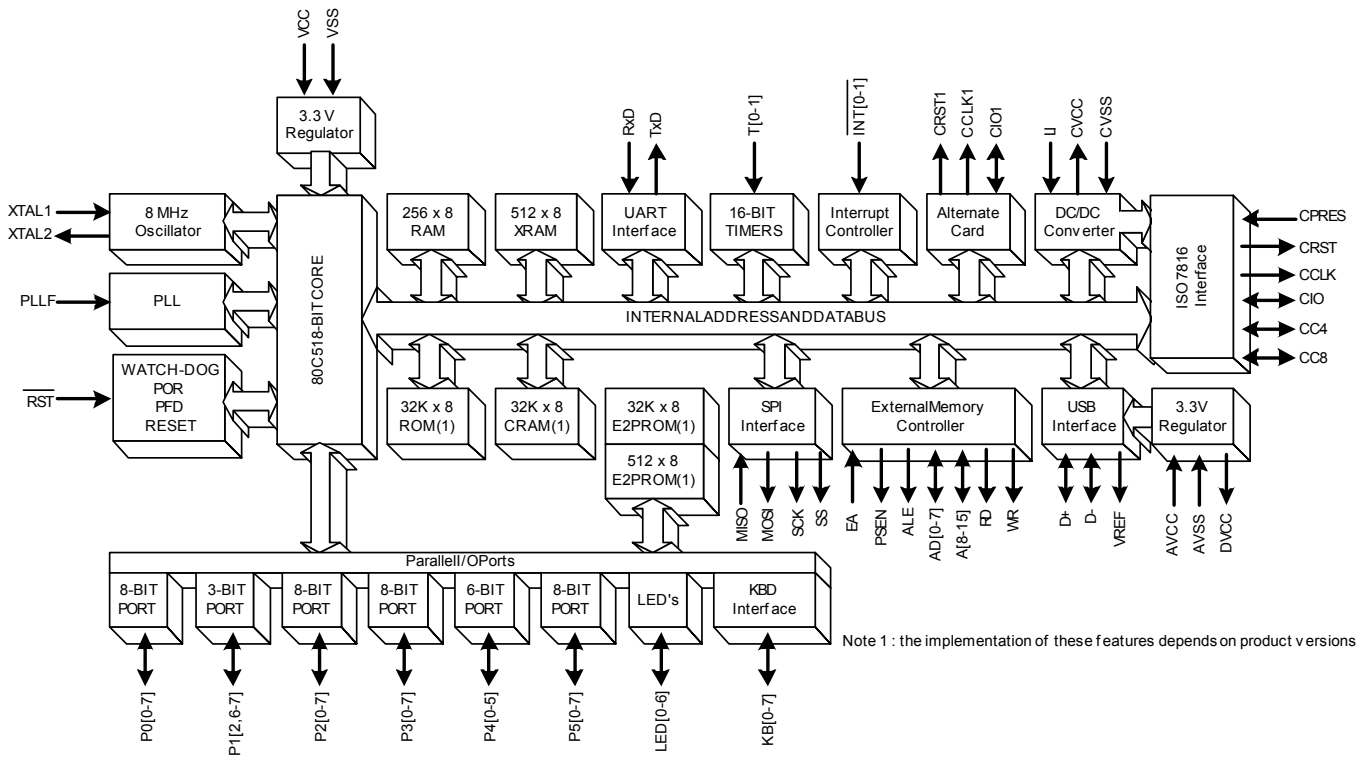 VCC
VSS
3.3 V
Regulator
RxD
TxD
T[0-1]
INT[0-1]
CRST1
CCLK1
CIO1
LI
CVCC
CVSS
XTAL1
XTAL2
8 MHz
Oscillator
256 x 8
RAM
512 x 8
XRAM
UART
Interface
16-BIT
TIMERS
Interrupt
Controller
Alternate
Card
DC/DC
Converter
ISO7816
Interface
CPRES
CRST
CCLK
CIO
CC4
CC8
PLLF
PLL
80C518-BIT CORE
INTERNALADDRESSANDDATABUS
RST
WATCH-DOG
POR
PFD
RESET
32K x 8
ROM(1)
32K x 8
CRAM(1)
32K x 8
E2PROM(1)
512 x 8
E2PROM(1)
SPI
Interface
ExternalMemory
Controller
USB
Interface
3.3V
Regulator
MISO
MOSI
SCK
SS
EA
PSEN
ALE
AD[0-7]
A[8-15]
RD
WR
D+
D-
VREF
AVCC
AVSS
DVCC
ParallelI/OPorts
8-BIT
PORT
3-BIT
PORT
8-BIT
PORT
8-BIT
PORT
6-BIT
PORT
8-BIT
PORT
LED's
KBD
Interface
P0[0-7]
P1[2,6-7]
P2[0-7]
P3[0-7]
P4[0-5]
P5[0-7]
LED[0-6]
KB[0-7]
Note 1 : the implementation of these features depends on product versions